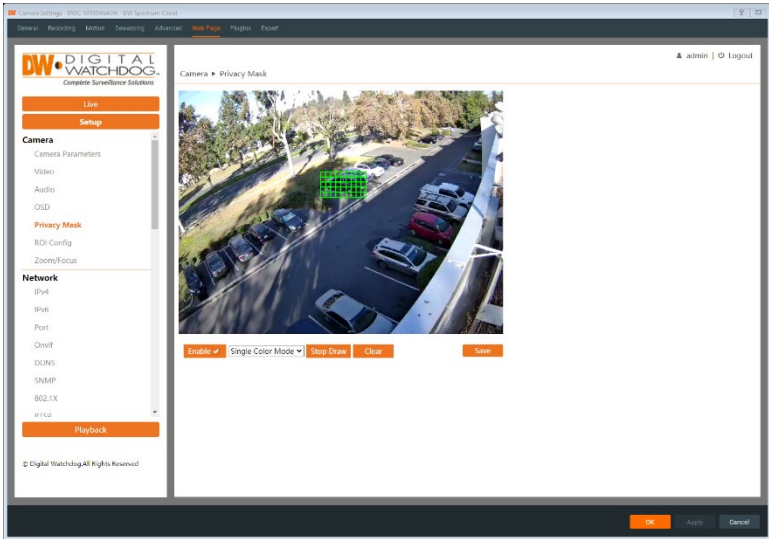 Camera Settings - DWC-MT95WiATW - DW Spectrum Client
General Recording Motion Dewarping Advanced Web Page Plugins Expert
DW DIGITAL WATCHDOG
Complete Surveillance Solutions
admin | Logout
Camera ▸ Privacy Mask
Live
Setup
Camera
Camera Parameters
Video
Audio
OSD
Privacy Mask
ROI Config
Zoom/Focus
Network
IPv4
IPv6
Port
Onvif
DDNS
SNMP
802.1X
Enable ✔ Single Color Mode Stop Draw Clear Save
Playback
© Digital Watchdog.All Rights Reserved
OK Apply Cancel